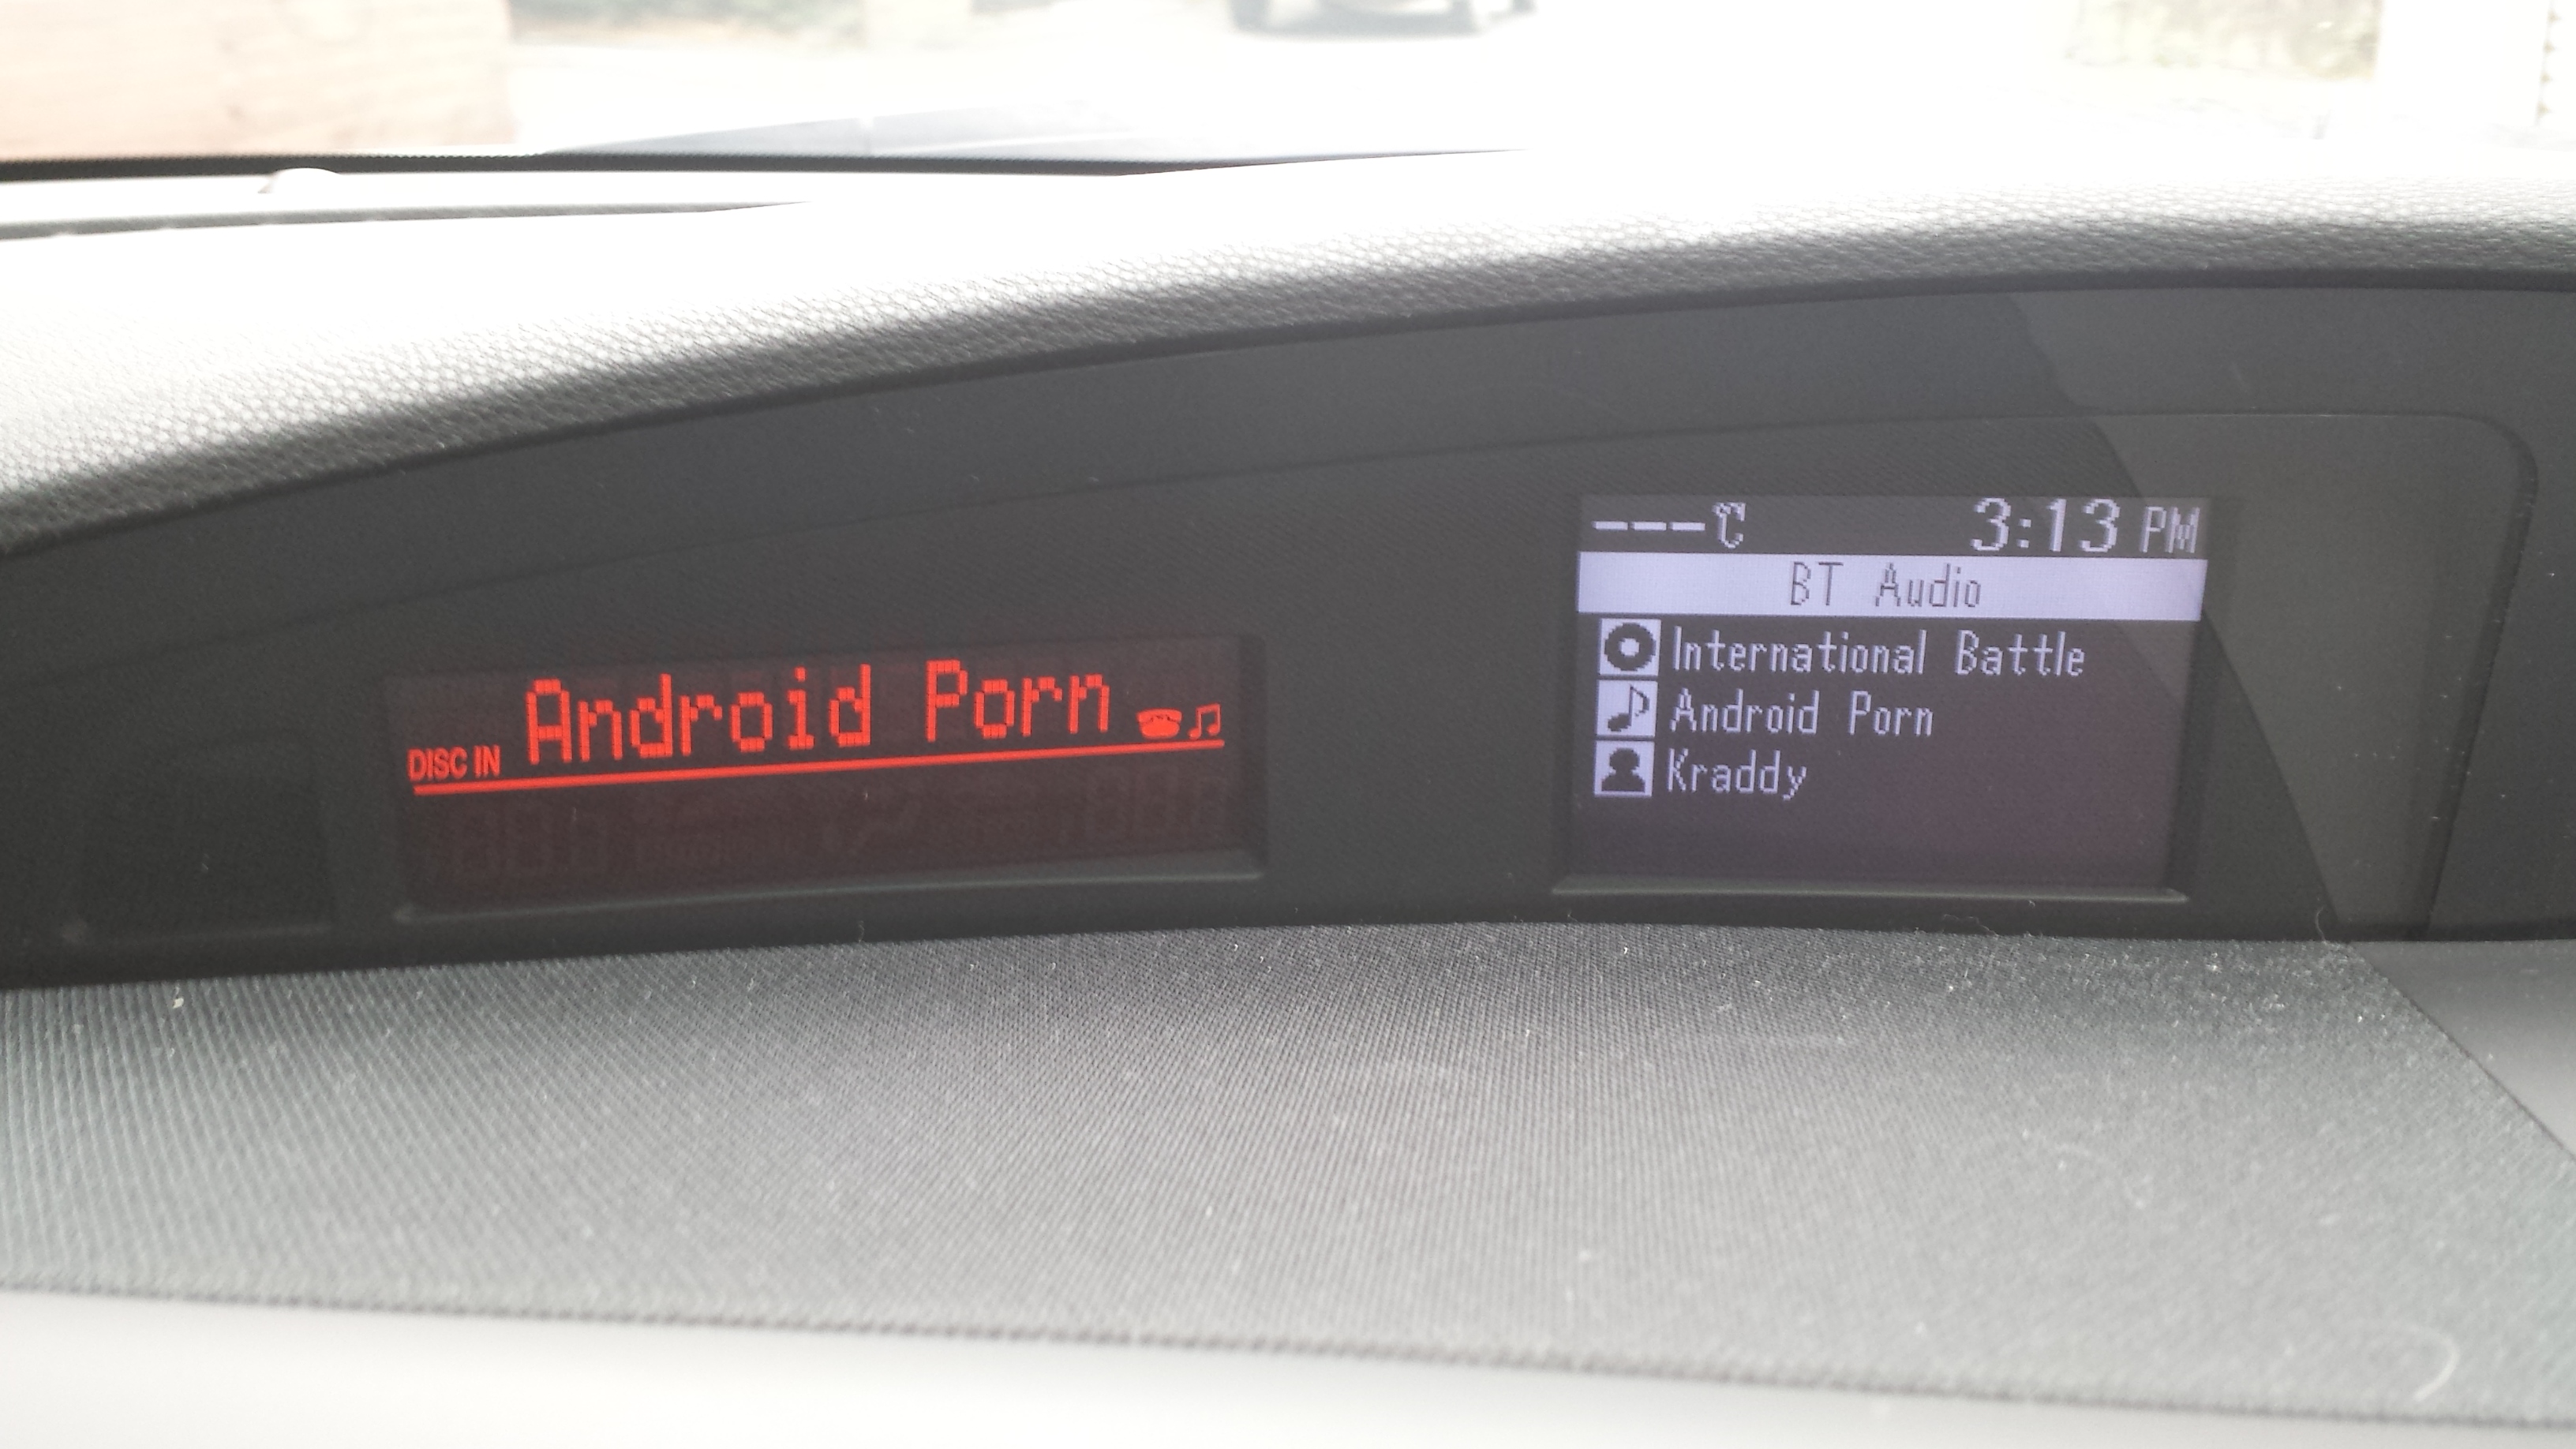 DISC IN Android Porn
---°C 3:13 PM
BT Audio
International Battle
Android Porn
Kraddy